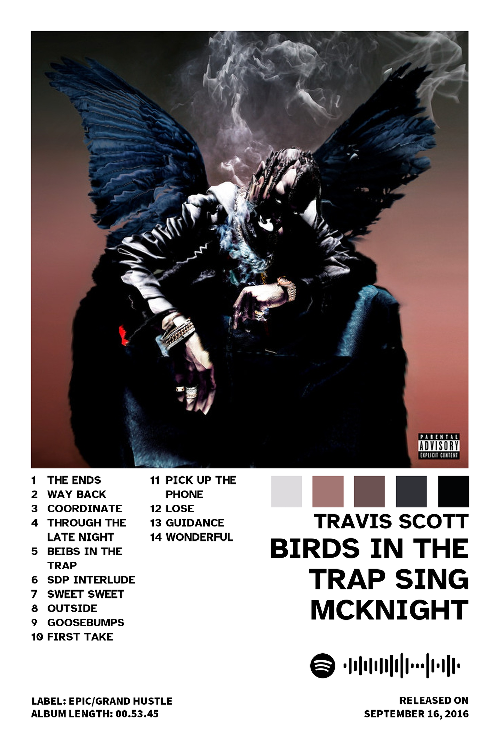 PARENTAL
ADVISORY
EXPLICIT CONTENT
1 THE ENDS
2 WAY BACK
3 COORDINATE
4 THROUGH THE
LATE NIGHT
5 BEIBS IN THE
TRAP
6 SDP INTERLUDE
7 SWEET SWEET
8 OUTSIDE
9 GOOSEBUMPS
10 FIRST TAKE
11 PICK UP THE
PHONE
12 LOSE
13 GUIDANCE
14 WONDERFUL
TRAVIS SCOTT
BIRDS IN THE
TRAP SING
MCKNIGHT
LABEL: EPIC/GRAND HUSTLE
ALBUM LENGTH: 00.53.45
RELEASED ON
SEPTEMBER 16, 2016